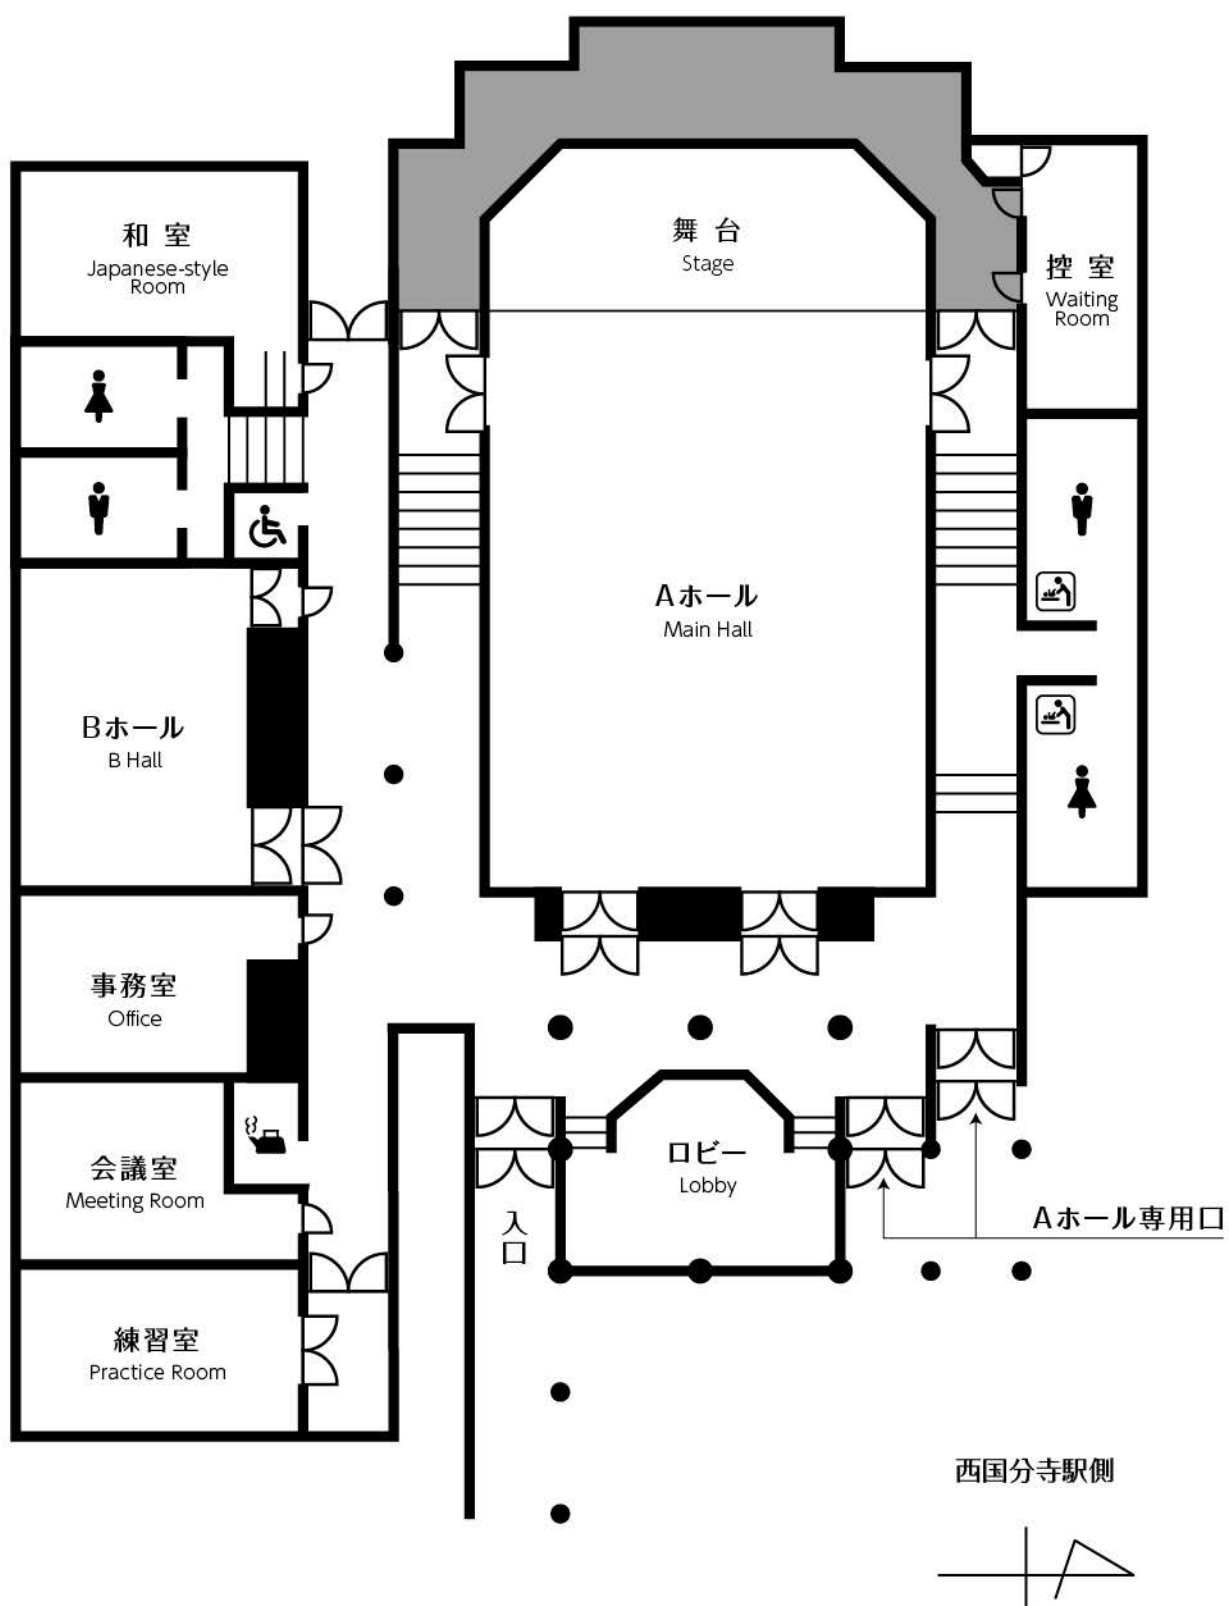 和室
Japanese-style
Room
舞台
Stage
控室
Waiting
Room
Aホール
Main Hall
Bホール
B Hall
事務室
Office
会議室
Meeting Room
ロビー
Lobby
入口
Aホール専用口
練習室
Practice Room
西国分寺駅側